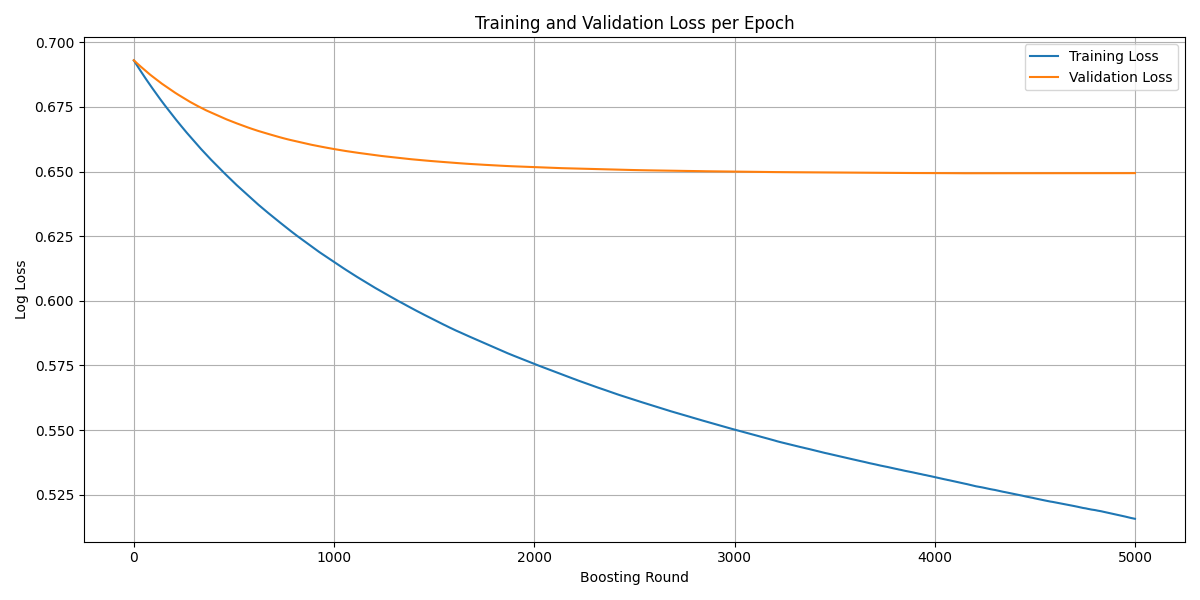 Training and Validation Loss per Epoch
Training Loss
Validation Loss
0.700
0.675
0.650
0.625
0.600
0.575
0.550
0.525
Log Loss
0 1000 2000 3000 4000 5000
Boosting Round